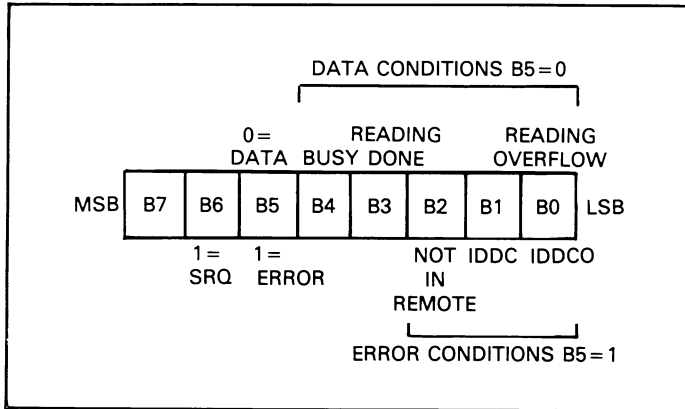 DATA CONDITIONS B5=0
0= READING READING
DATA BUSY DONE OVERFLOW
MSB B7 B6 B5 B4 B3 B2 B1 B0 LSB
1= 1= NOT IDDC IDDCO
SRQ ERROR IN
REMOTE
ERROR CONDITIONS B5=1